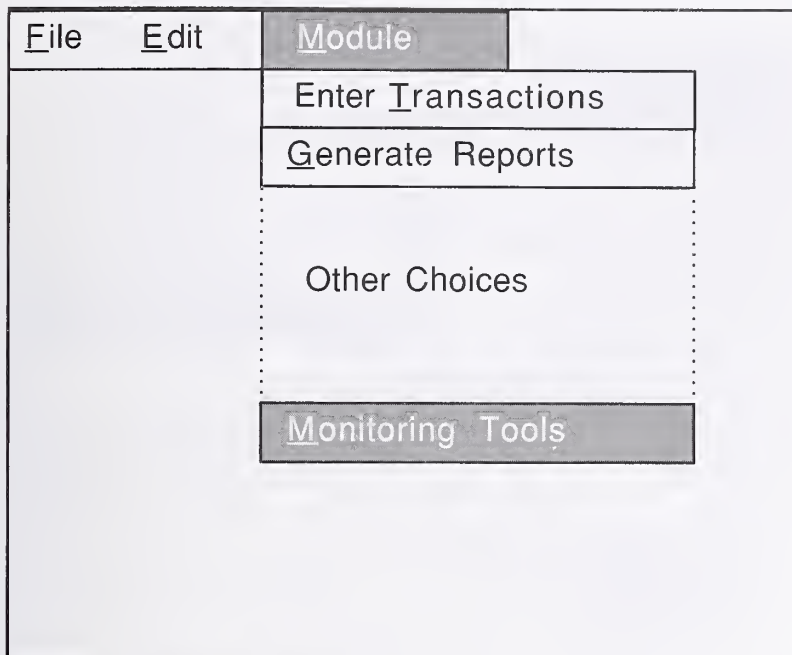 File Edit Module
Enter Transactions
Generate Reports
Other Choices
Monitoring Tools